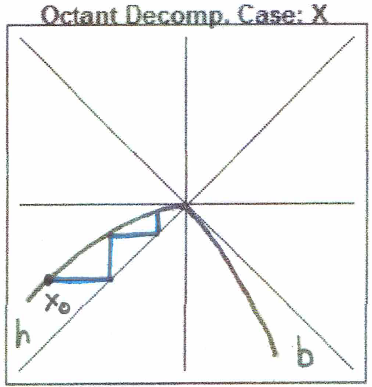 Octant Decomp. Case: X
x₀
h
b